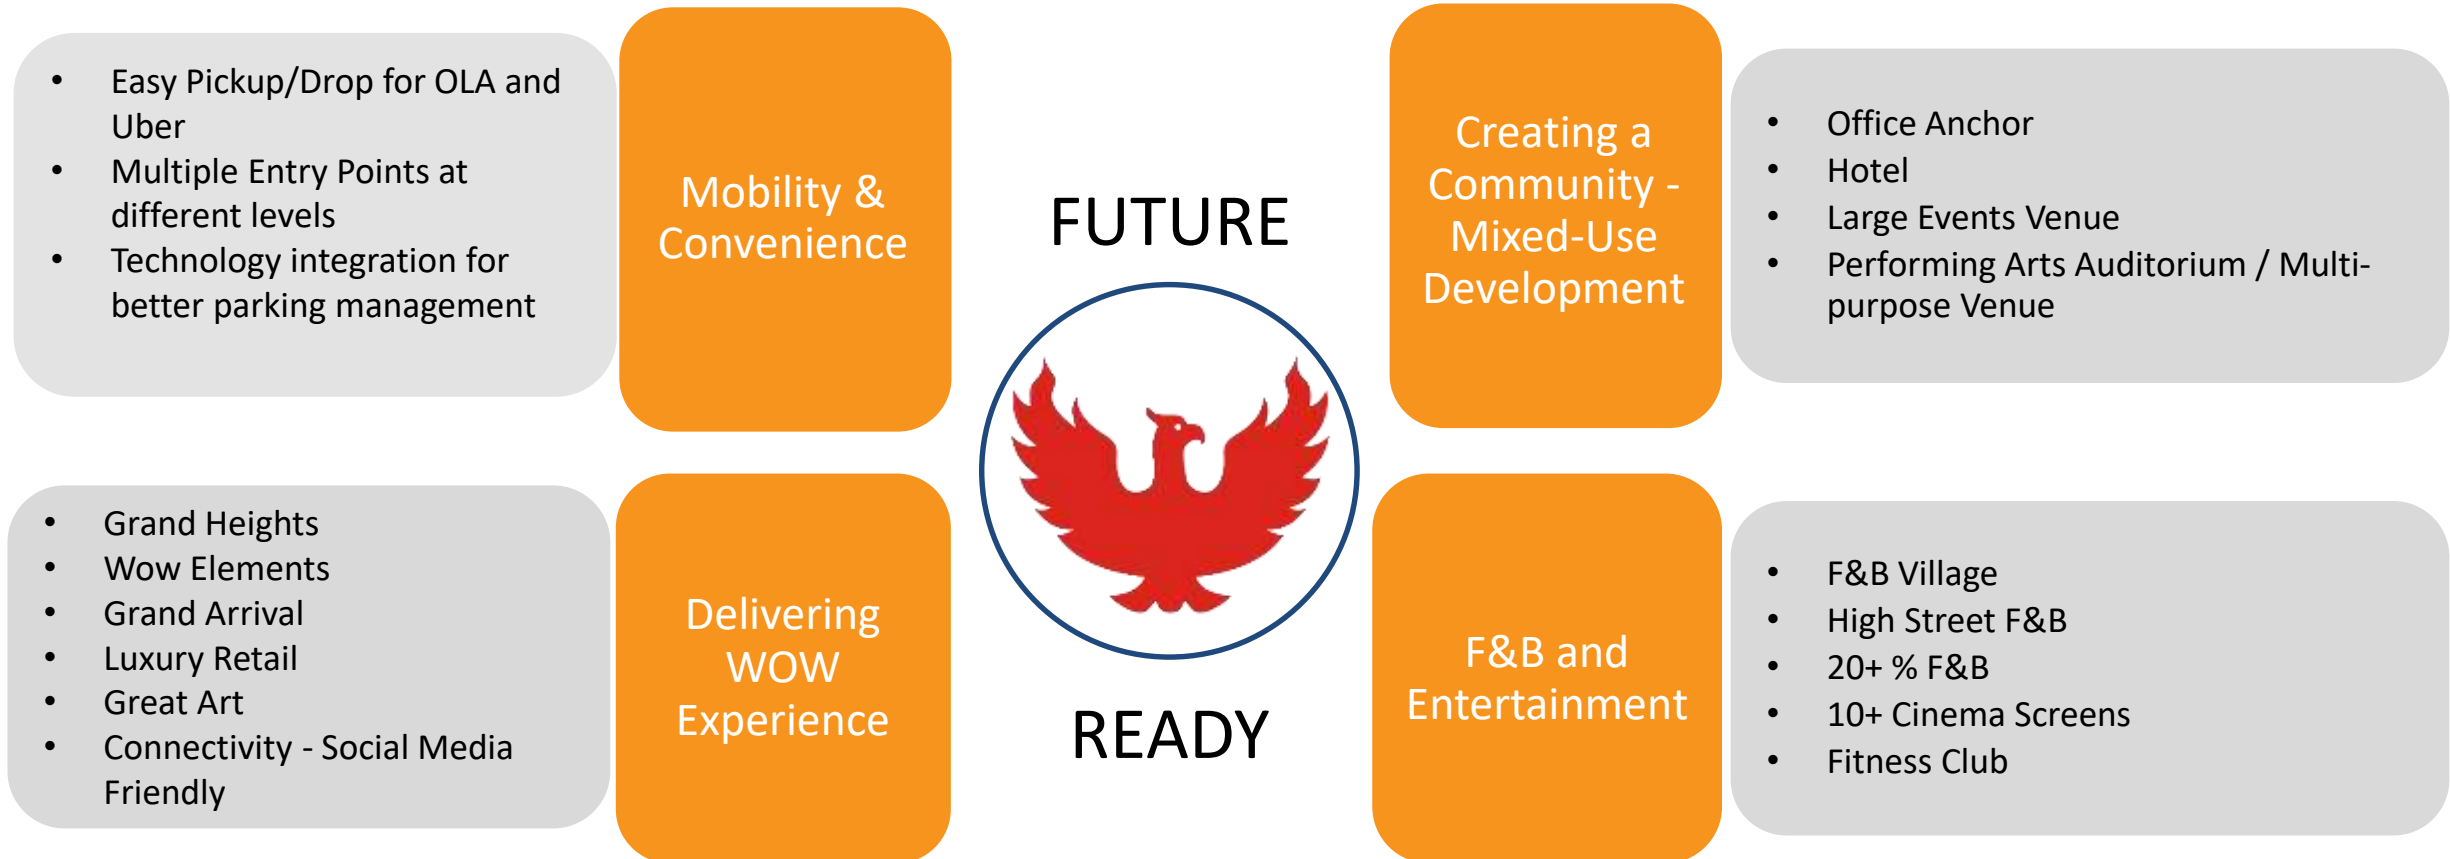 • Easy Pickup/Drop for OLA and
Uber
• Multiple Entry Points at
different levels
• Technology integration for
better parking management
Mobility &
Convenience
FUTURE
READY
Creating a
Community -
Mixed-Use
Development
• Office Anchor
• Hotel
• Large Events Venue
• Performing Arts Auditorium / Multi-
purpose Venue
• Grand Heights
• Wow Elements
• Grand Arrival
• Luxury Retail
• Great Art
• Connectivity - Social Media
Friendly
Delivering
WOW
Experience
F&B and
Entertainment
• F&B Village
• High Street F&B
• 20+ % F&B
• 10+ Cinema Screens
• Fitness Club